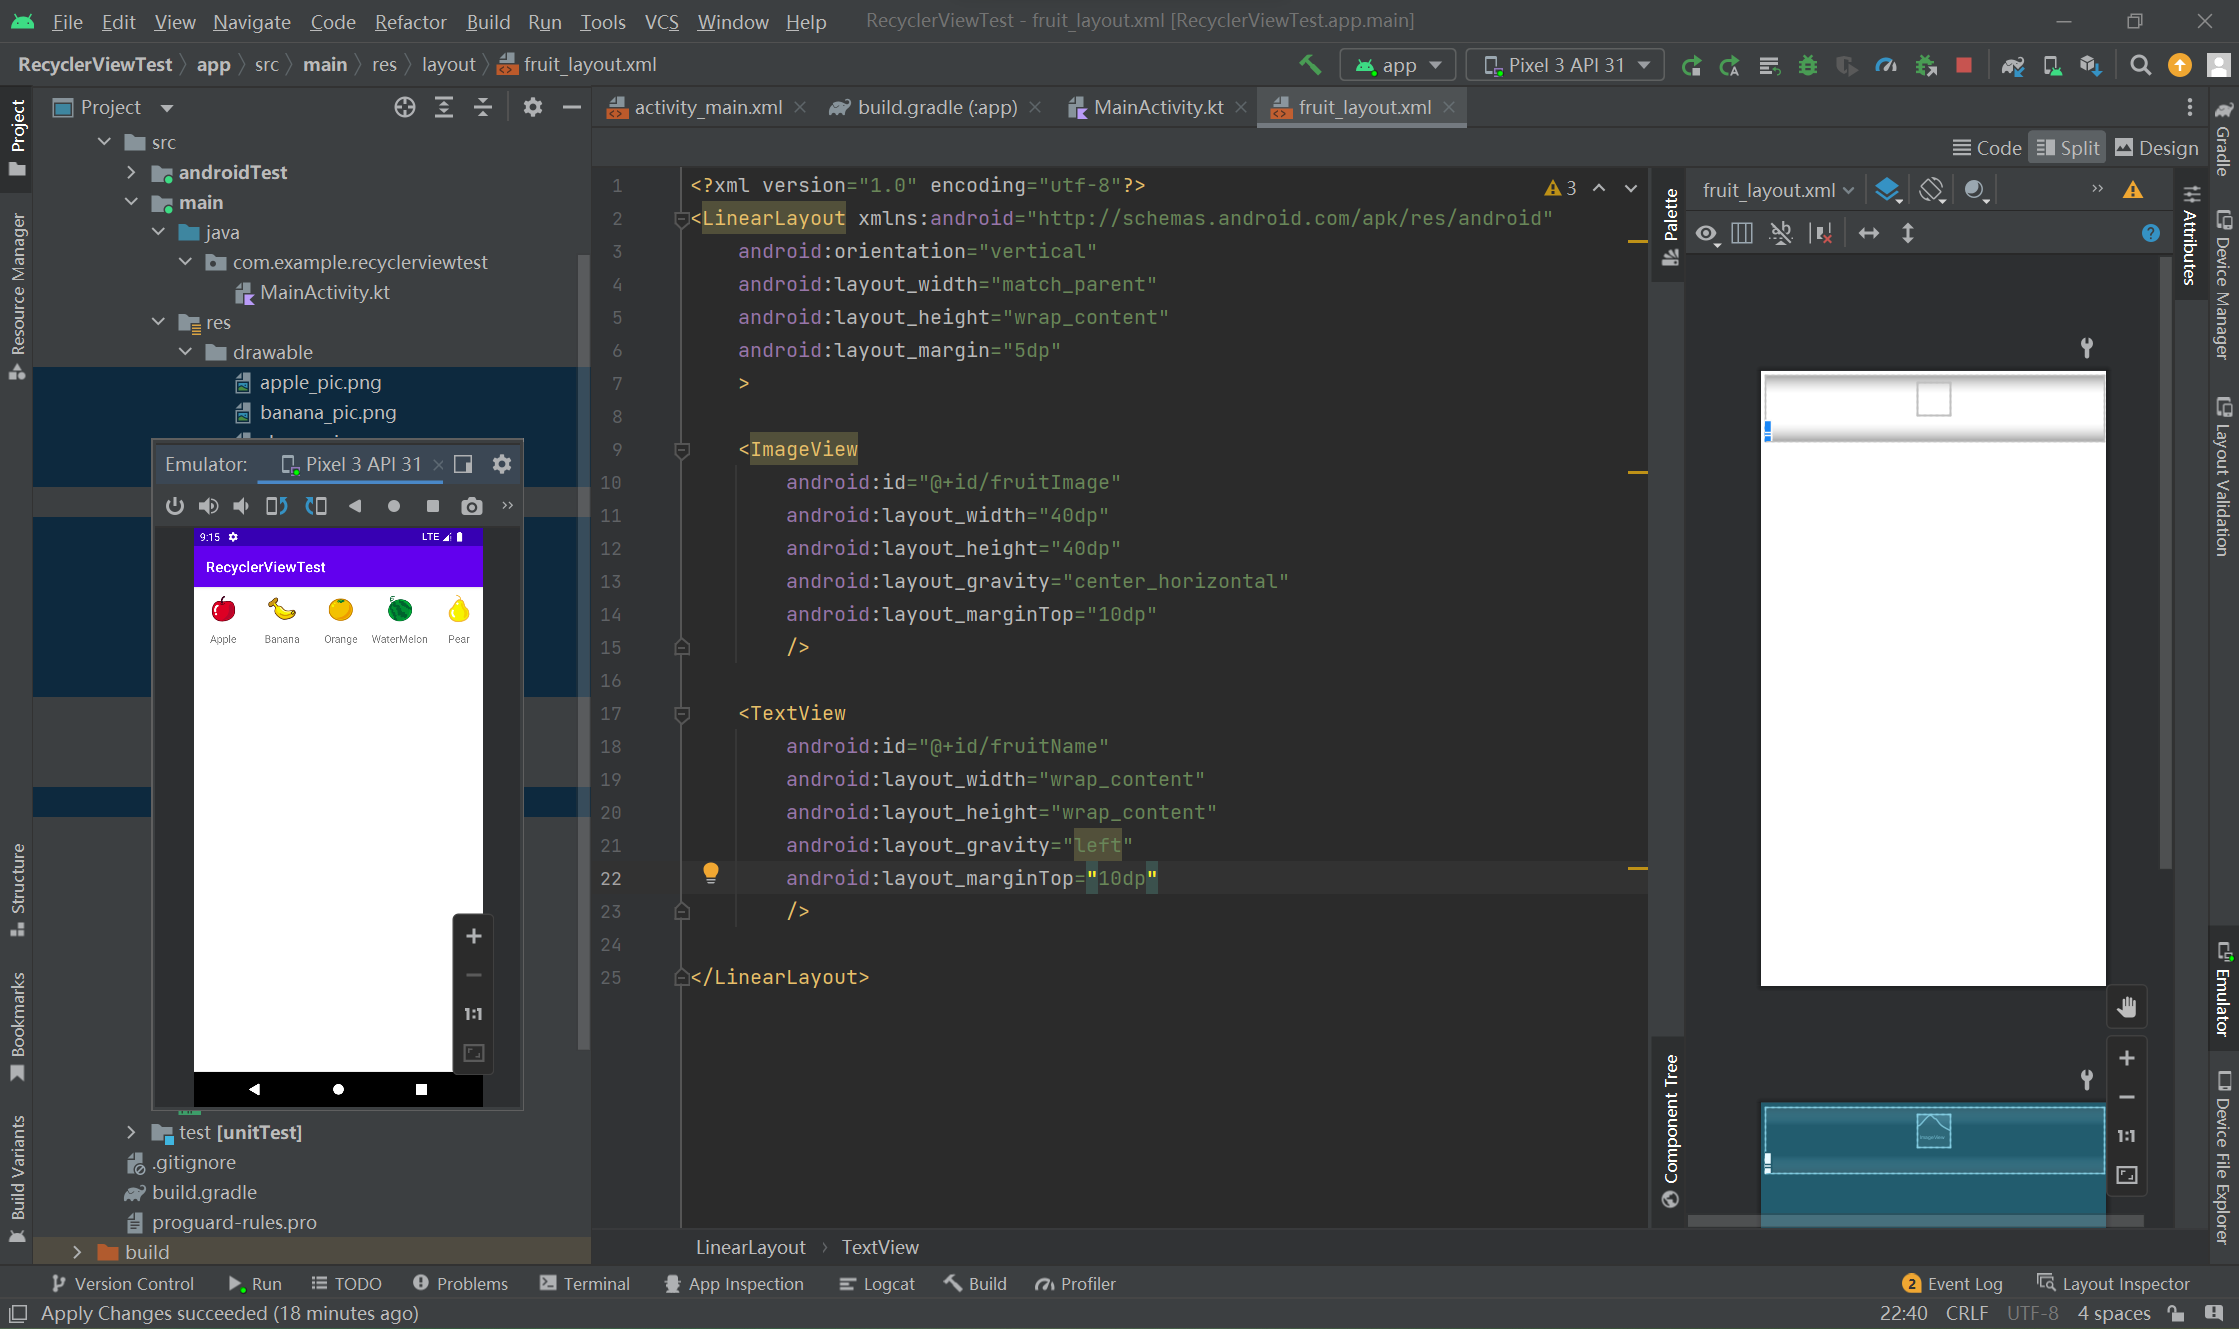 File Edit View Navigate Code Refactor Build Run Tools VCS Window Help RecyclerViewTest - fruit_layout.xml [RecyclerViewTest.app.main]
RecyclerViewTest app src main res layout fruit_layout.xml app Pixel 3 API 31
Project
activity_main.xml build.gradle (:app) MainActivity.kt fruit_layout.xml
Code Split Design
Project
Resource Manager
Structure
Bookmarks
Build Variants
src
androidTest
main
java
com.example.recyclerviewtest
MainActivity.kt
res
drawable
apple_pic.png
banana_pic.png
Emulator: Pixel 3 API 31
9:15 LTE
RecyclerViewTest
Apple Banana Orange WaterMelon Pear
1:1
test [unitTest]
.gitignore
build.gradle
proguard-rules.pro
build
1 <?xml version="1.0" encoding="utf-8"?>
3
2 <LinearLayout xmlns:android="http://schemas.android.com/apk/res/android"
3 android:orientation="vertical"
4 android:layout_width="match_parent"
5 android:layout_height="wrap_content"
6 android:layout_margin="5dp"
7 >
8
9 <ImageView
10 android:id="@+id/fruitImage"
11 android:layout_width="40dp"
12 android:layout_height="40dp"
13 android:layout_gravity="center_horizontal"
14 android:layout_marginTop="10dp"
15 />
16
17 <TextView
18 android:id="@+id/fruitName"
19 android:layout_width="wrap_content"
20 android:layout_height="wrap_content"
21 android:layout_gravity="left"
22 android:layout_marginTop="10dp"
23 />
24
25 </LinearLayout>
LinearLayout TextView
Palette
Component Tree
fruit_layout.xml
ImageView
1:1
Attributes
Gradle
Device Manager
Layout Validation
Emulator
Device File Explorer
Version Control Run TODO Problems Terminal App Inspection Logcat Build Profiler 2 Event Log Layout Inspector
Apply Changes succeeded (18 minutes ago) 22:40 CRLF UTF-8 4 spaces